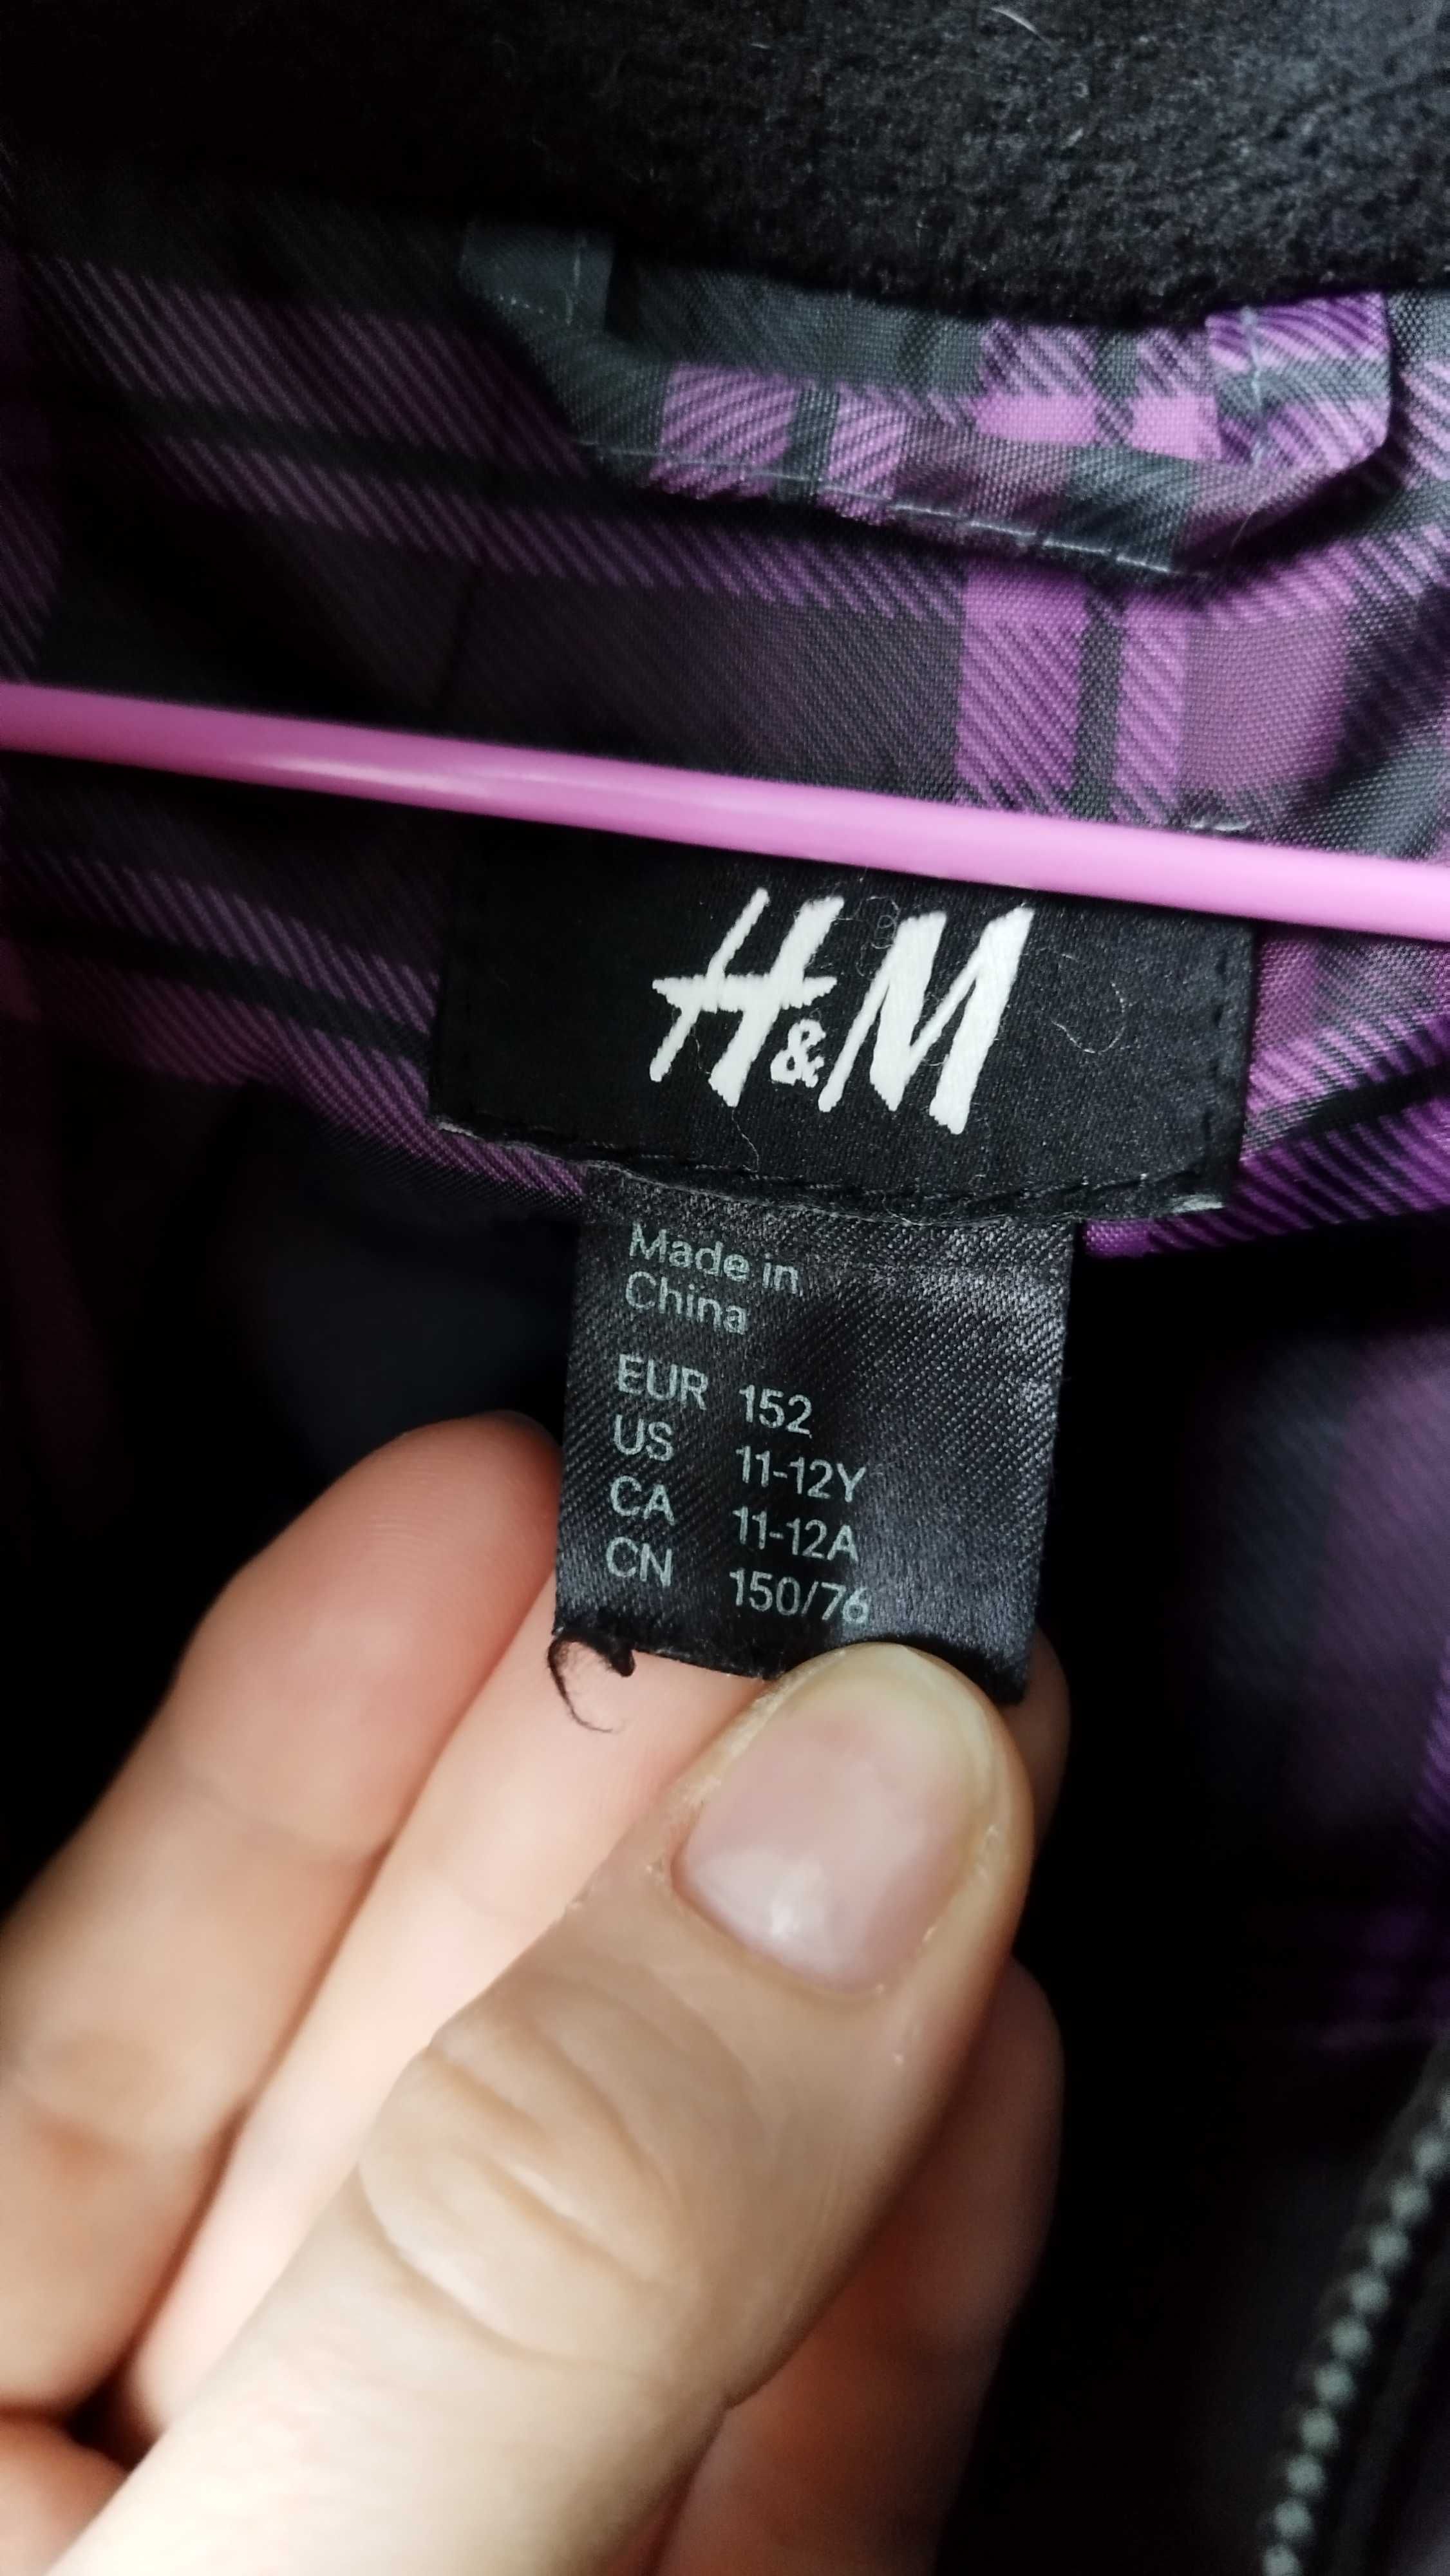 H&M
Made in
China
EUR 152
US 11-12Y
CA 11-12A
CN 150/76